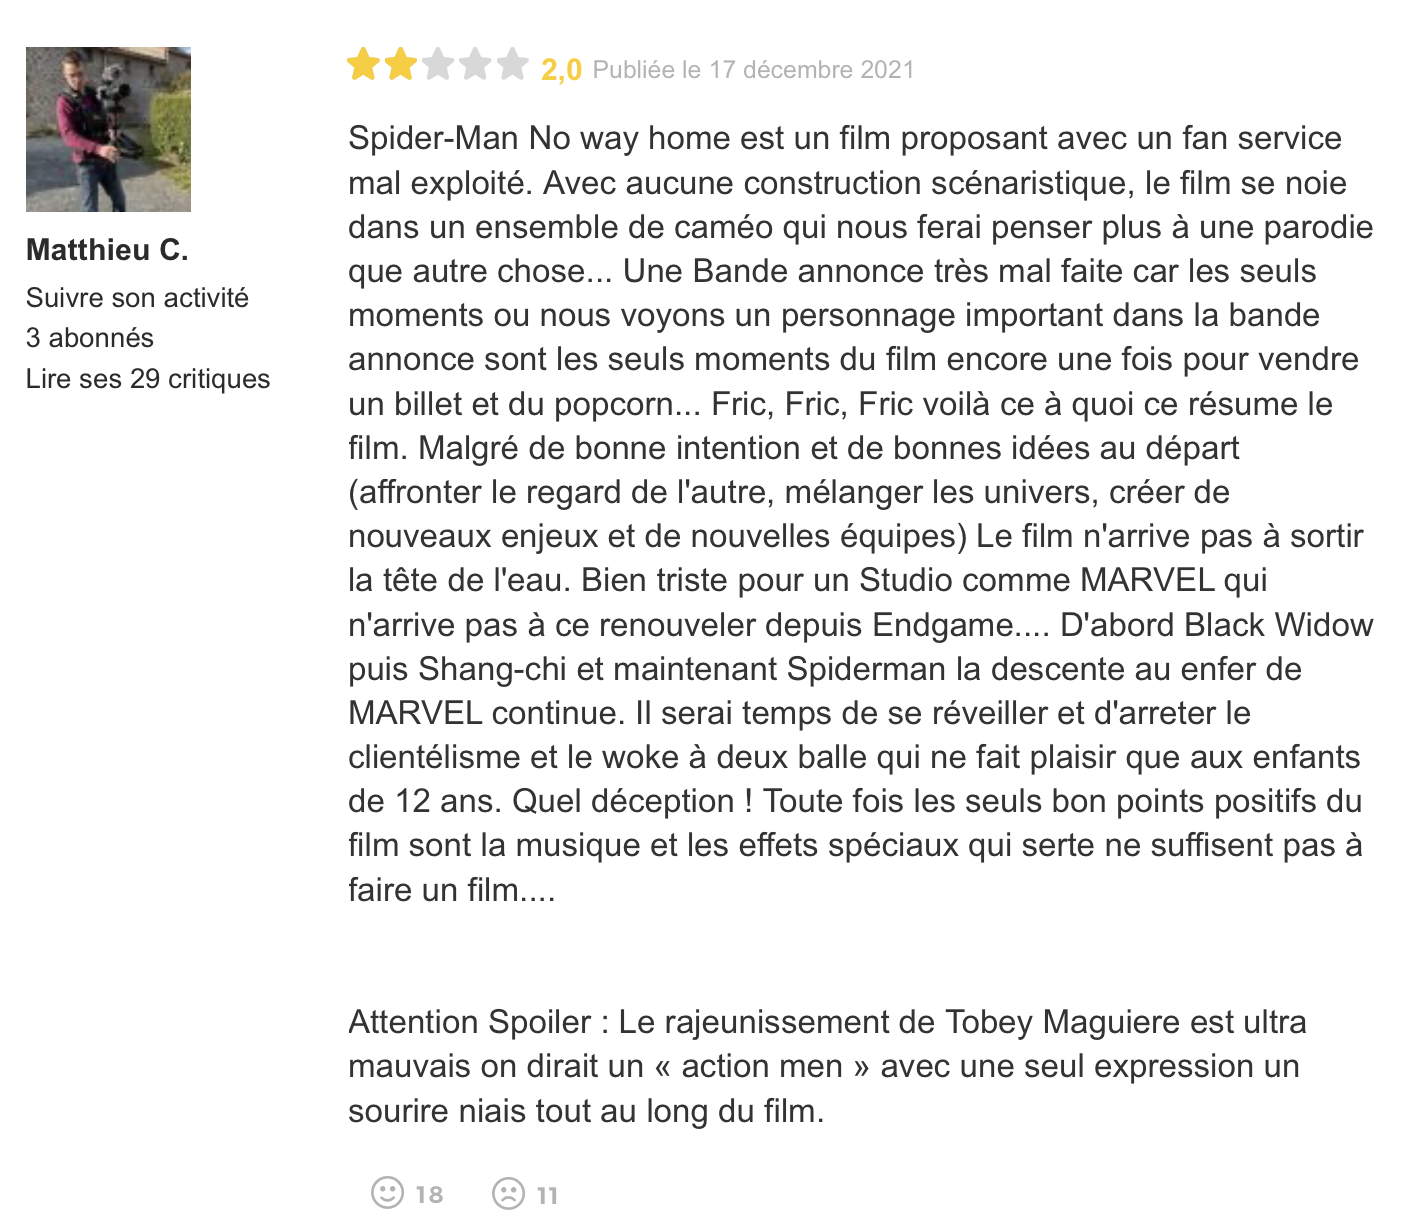 Matthieu C.
Suivre son activité
3 abonnés
Lire ses 29 critiques
2,0 Publiée le 17 décembre 2021
Spider-Man No way home est un film proposant avec un fan service
mal exploité. Avec aucune construction scénaristique, le film se noie
dans un ensemble de caméo qui nous ferai penser plus à une parodie
que autre chose... Une Bande annonce très mal faite car les seuls
moments ou nous voyons un personnage important dans la bande
annonce sont les seuls moments du film encore une fois pour vendre
un billet et du popcorn... Fric, Fric, Fric voilà ce à quoi ce résume le
film. Malgré de bonne intention et de bonnes idées au départ
(affronter le regard de l'autre, mélanger les univers, créer de
nouveaux enjeux et de nouvelles équipes) Le film n'arrive pas à sortir
la tête de l'eau. Bien triste pour un Studio comme MARVEL qui
n'arrive pas à ce renouveler depuis Endgame.... D'abord Black Widow
puis Shang-chi et maintenant Spiderman la descente au enfer de
MARVEL continue. Il serai temps de se réveiller et d'arreter le
clientélisme et le woke à deux balle qui ne fait plaisir que aux enfants
de 12 ans. Quel déception ! Toute fois les seuls bon points positifs du
film sont la musique et les effets spéciaux qui serte ne suffisent pas à
faire un film....
Attention Spoiler : Le rajeunissement de Tobey Maguiere est ultra
mauvais on dirait un « action men » avec une seul expression un
sourire niais tout au long du film.
18 11